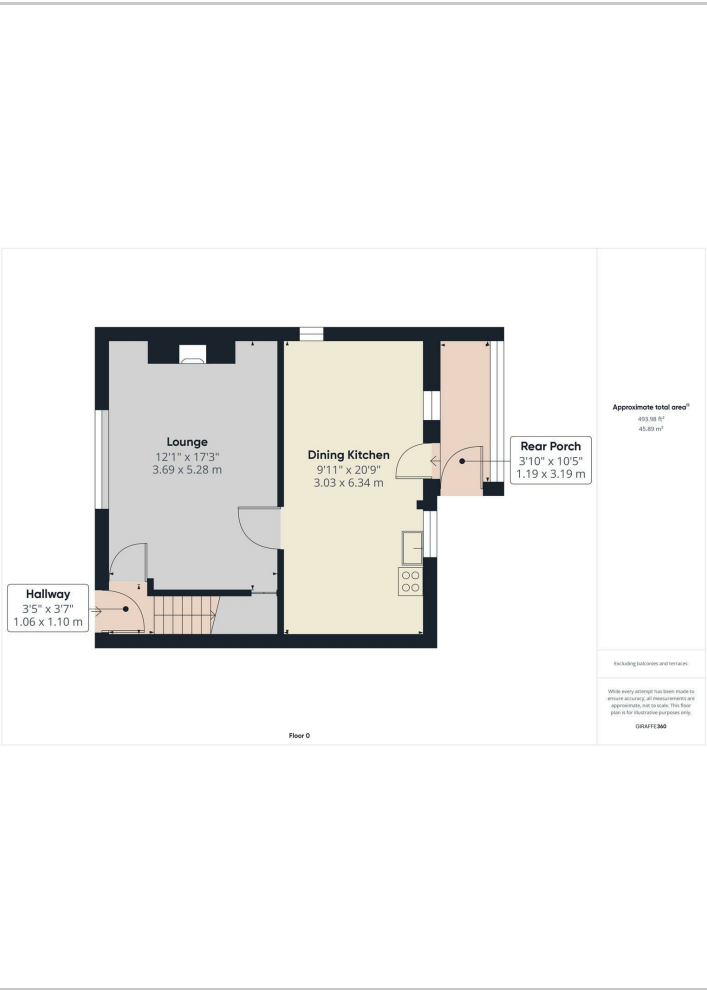 Lounge
12'1" x 17'3"
3.69 x 5.28 m
Dining Kitchen
9'11" x 20'9"
3.03 x 6.34 m
Rear Porch
3'10" x 10'5"
1.19 x 3.19 m
Hallway
3'5" x 3'7"
1.06 x 1.10 m
Floor 0
Approximate total area⁽¹⁾
493.98 ft²
45.89 m²
Excluding balconies and terraces
While every attempt has been made to
ensure accuracy, all measurements are
approximate, not to scale. This floor
plan is for illustrative purposes only.
GIRAFFE360